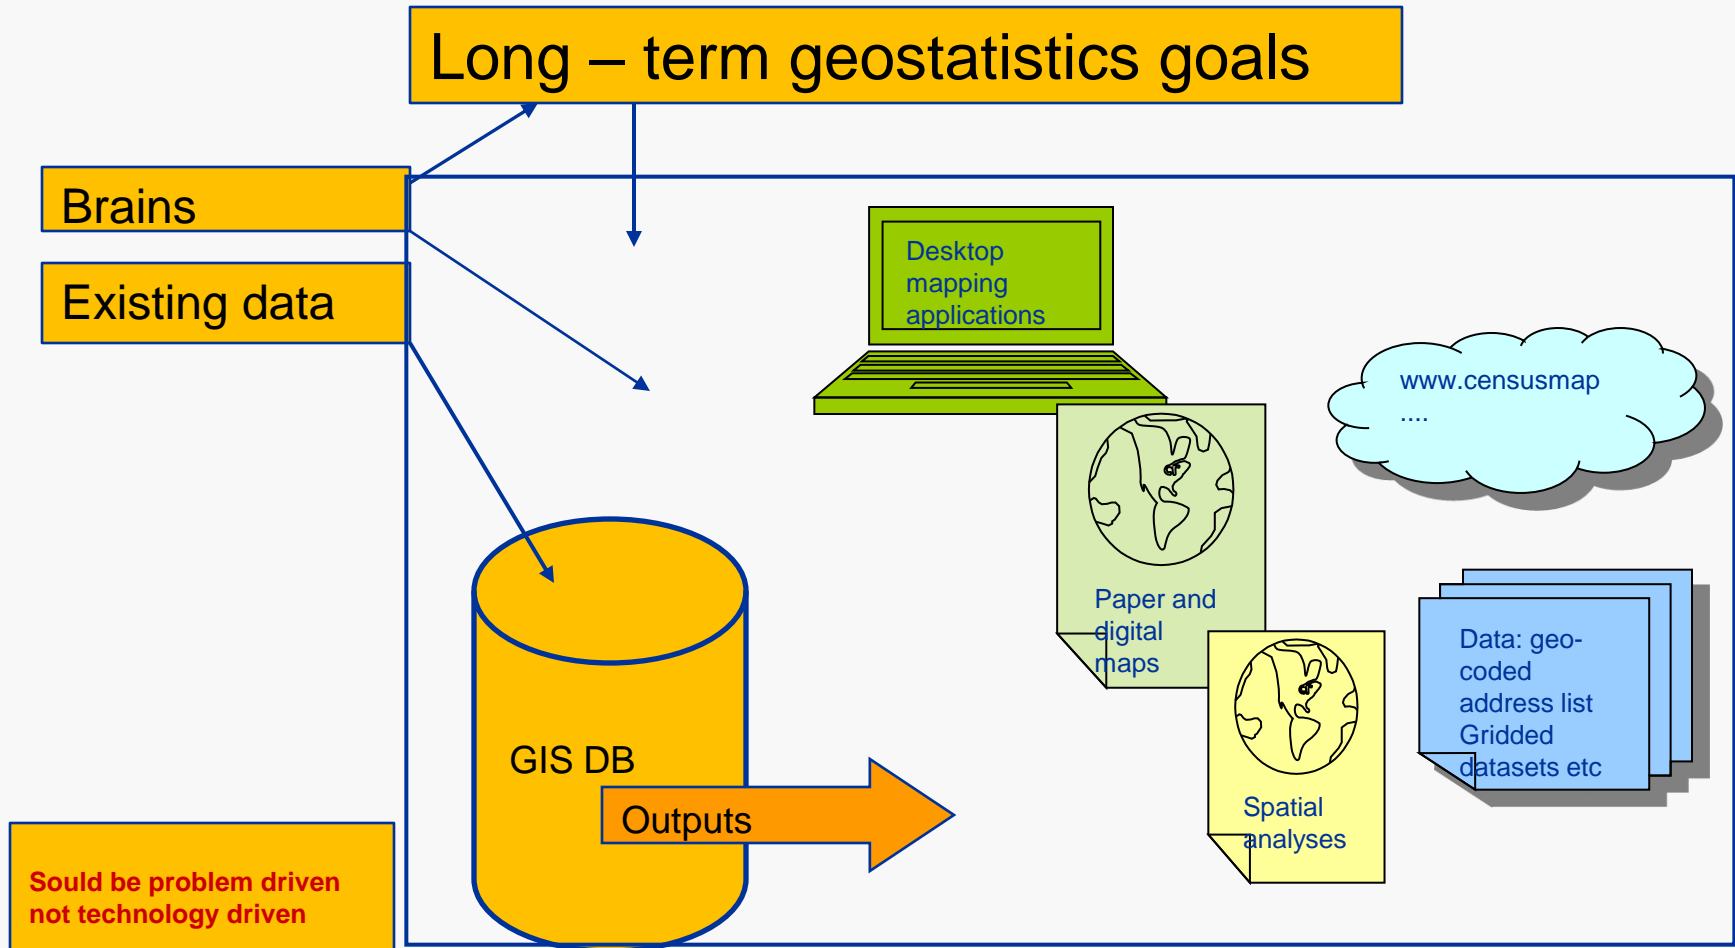 Long – term geostatistics goals
Brains
Existing data
Desktop
mapping
applications
www.censusmap
....
Paper and
digital
maps
Data: geo-
coded
address list
Gridded
datasets etc
GIS DB
Outputs
Spatial
analyses
Sould be problem driven
not technology driven